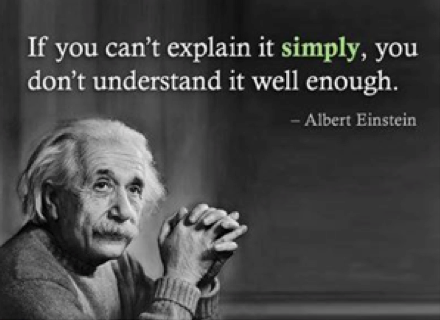 If you can't explain it simply, you
don't understand it well enough.
– Albert Einstein